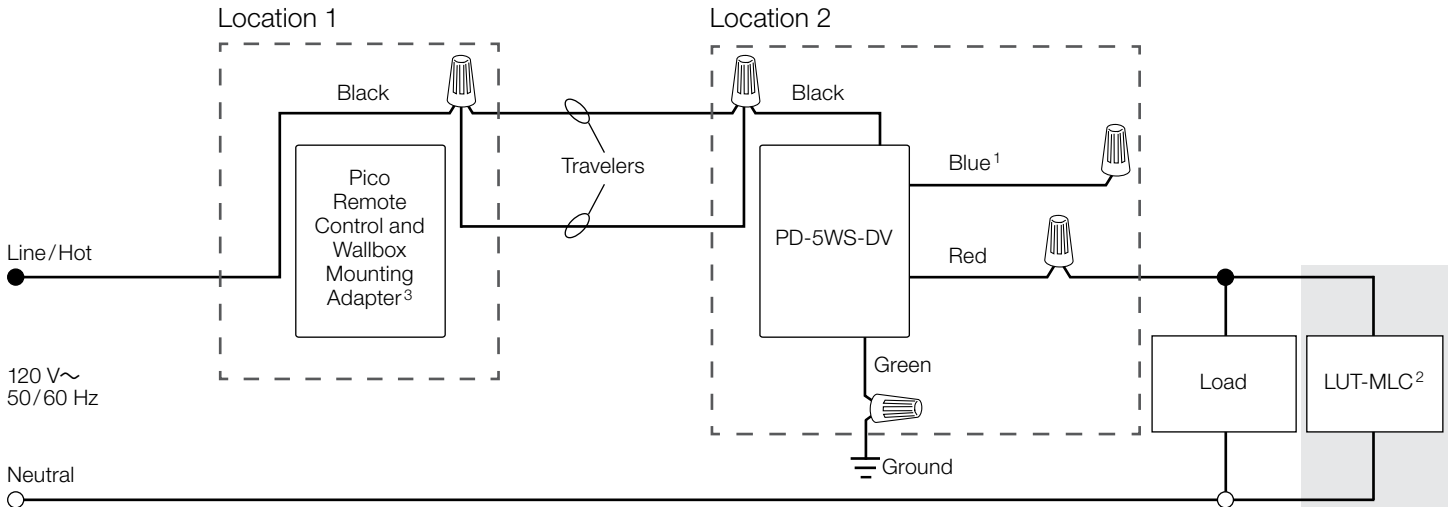 Location 1
Location 2
Black
Black
Travelers
Pico
Remote
Control and
Wallbox
Mounting
Adapter3
Blue1
PD-5WS-DV
Red
Line/Hot
Green
120 V~
50/60 Hz
Load
LUT-MLC2
Ground
Neutral